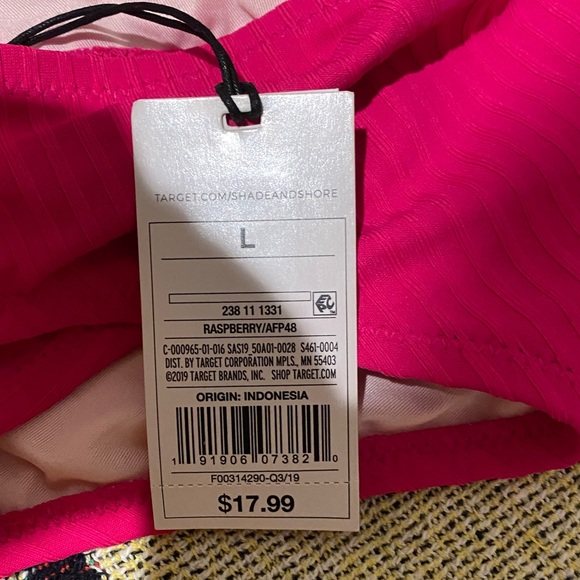 TARGET.COM/SHADEANDSHORE
L
238 11 1331
RASPBERRY/AFP48
C-000965-01-016 SAS19_50A01-0028 S461-0004
DIST. BY TARGET CORPORATION MPLS., MN 55403
©2019 TARGET BRANDS, INC. SHOP TARGET.COM
ORIGIN: INDONESIA
1 91906 07382 0
F00314290-Q3/19
$17.99